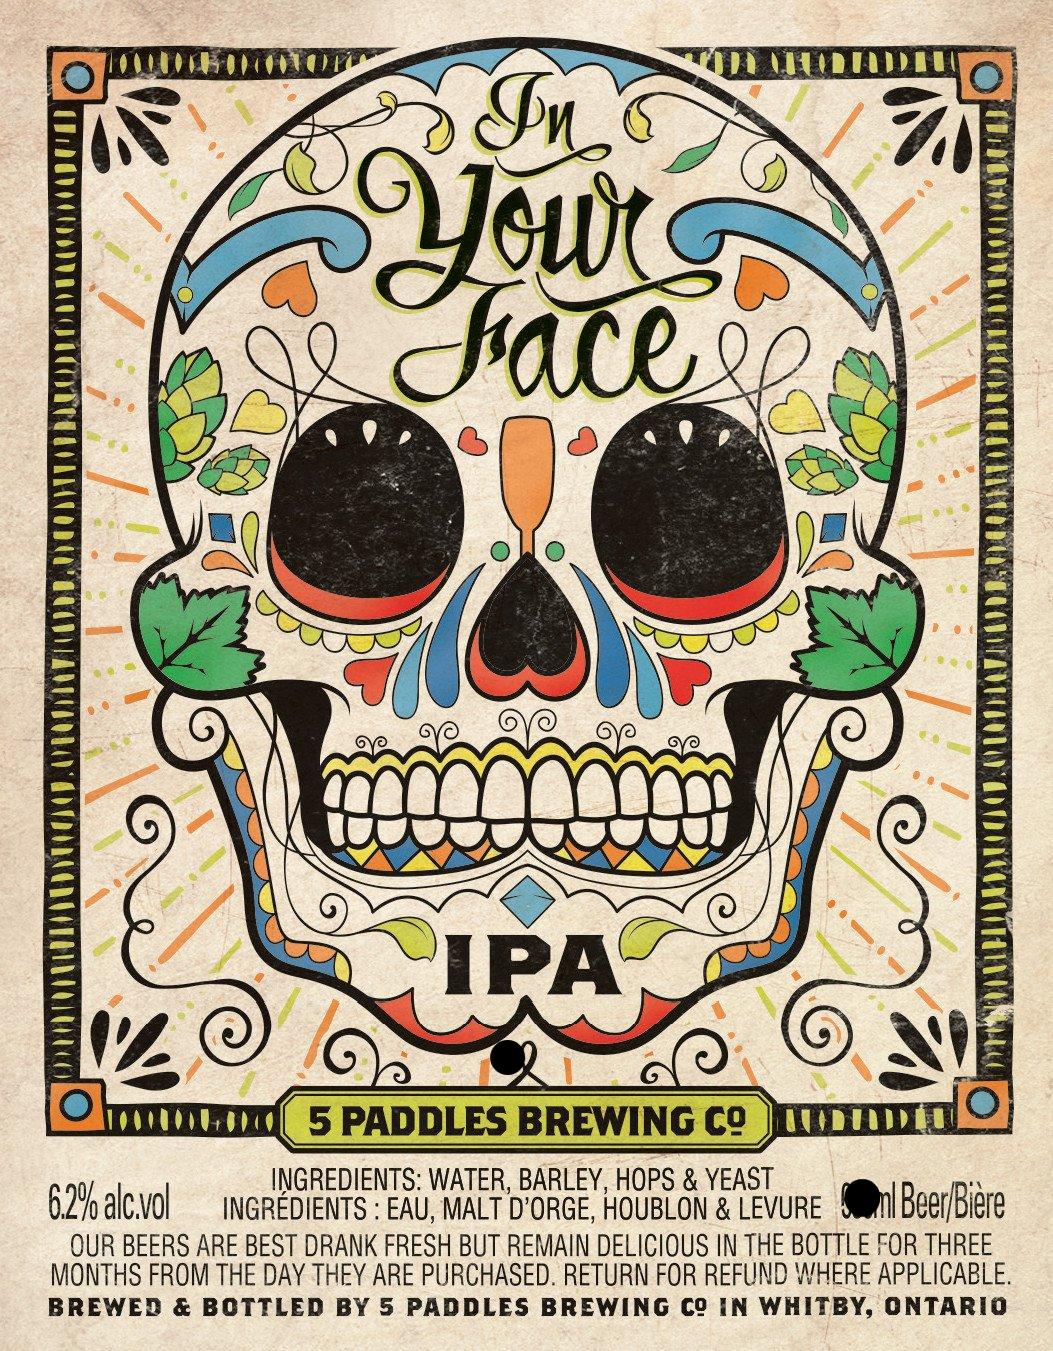 In
Your
Face
IPA
5 PADDLES BREWING Co
INGREDIENTS: WATER, BARLEY, HOPS & YEAST
INGRÉDIENTS : EAU, MALT D'ORGE, HOUBLON & LEVURE
6.2% alc.vol
Beer/Bière
OUR BEERS ARE BEST DRANK FRESH BUT REMAIN DELICIOUS IN THE BOTTLE FOR THREE
MONTHS FROM THE DAY THEY ARE PURCHASED. RETURN FOR REFUND WHERE APPLICABLE.
BREWED & BOTTLED BY 5 PADDLES BREWING Co IN WHITBY, ONTARIO